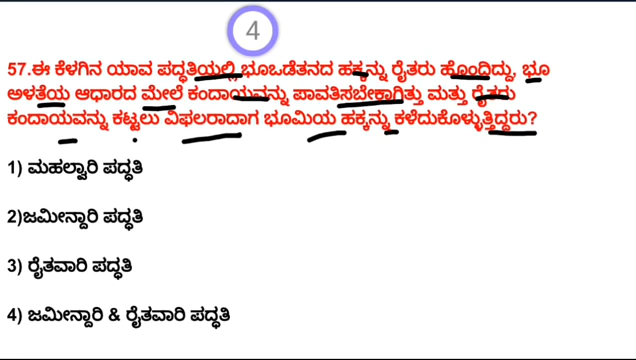 4
57.ಈ ಕೆಳಗಿನ ಯಾವ ಪದ್ಧತಿಯಲ್ಲಿ ಭೂಒಡೆತನದ ಹಕ್ಕನ್ನು ರೈತರು ಹೊಂದಿದ್ದು, ಭೂ
ಅಳತೆಯ ಆಧಾರದ ಮೇಲೆ ಕಂದಾಯವನ್ನು ಪಾವತಿಸಬೇಕಾಗಿತ್ತು ಮತ್ತು ರೈತರು
ಕಂದಾಯವನ್ನು ಕಟ್ಟಲು ವಿಫಲರಾದಾಗ ಭೂಮಿಯ ಹಕ್ಕನ್ನು ಕಳೆದುಕೊಳ್ಳುತ್ತಿದ್ದರು?
1) ಮಹಲ್ವಾರಿ ಪದ್ಧತಿ
2)ಜಮೀನ್ದಾರಿ ಪದ್ಧತಿ
3) ರೈತವಾರಿ ಪದ್ಧತಿ
4) ಜಮೀನ್ದಾರಿ & ರೈತವಾರಿ ಪದ್ಧತಿ